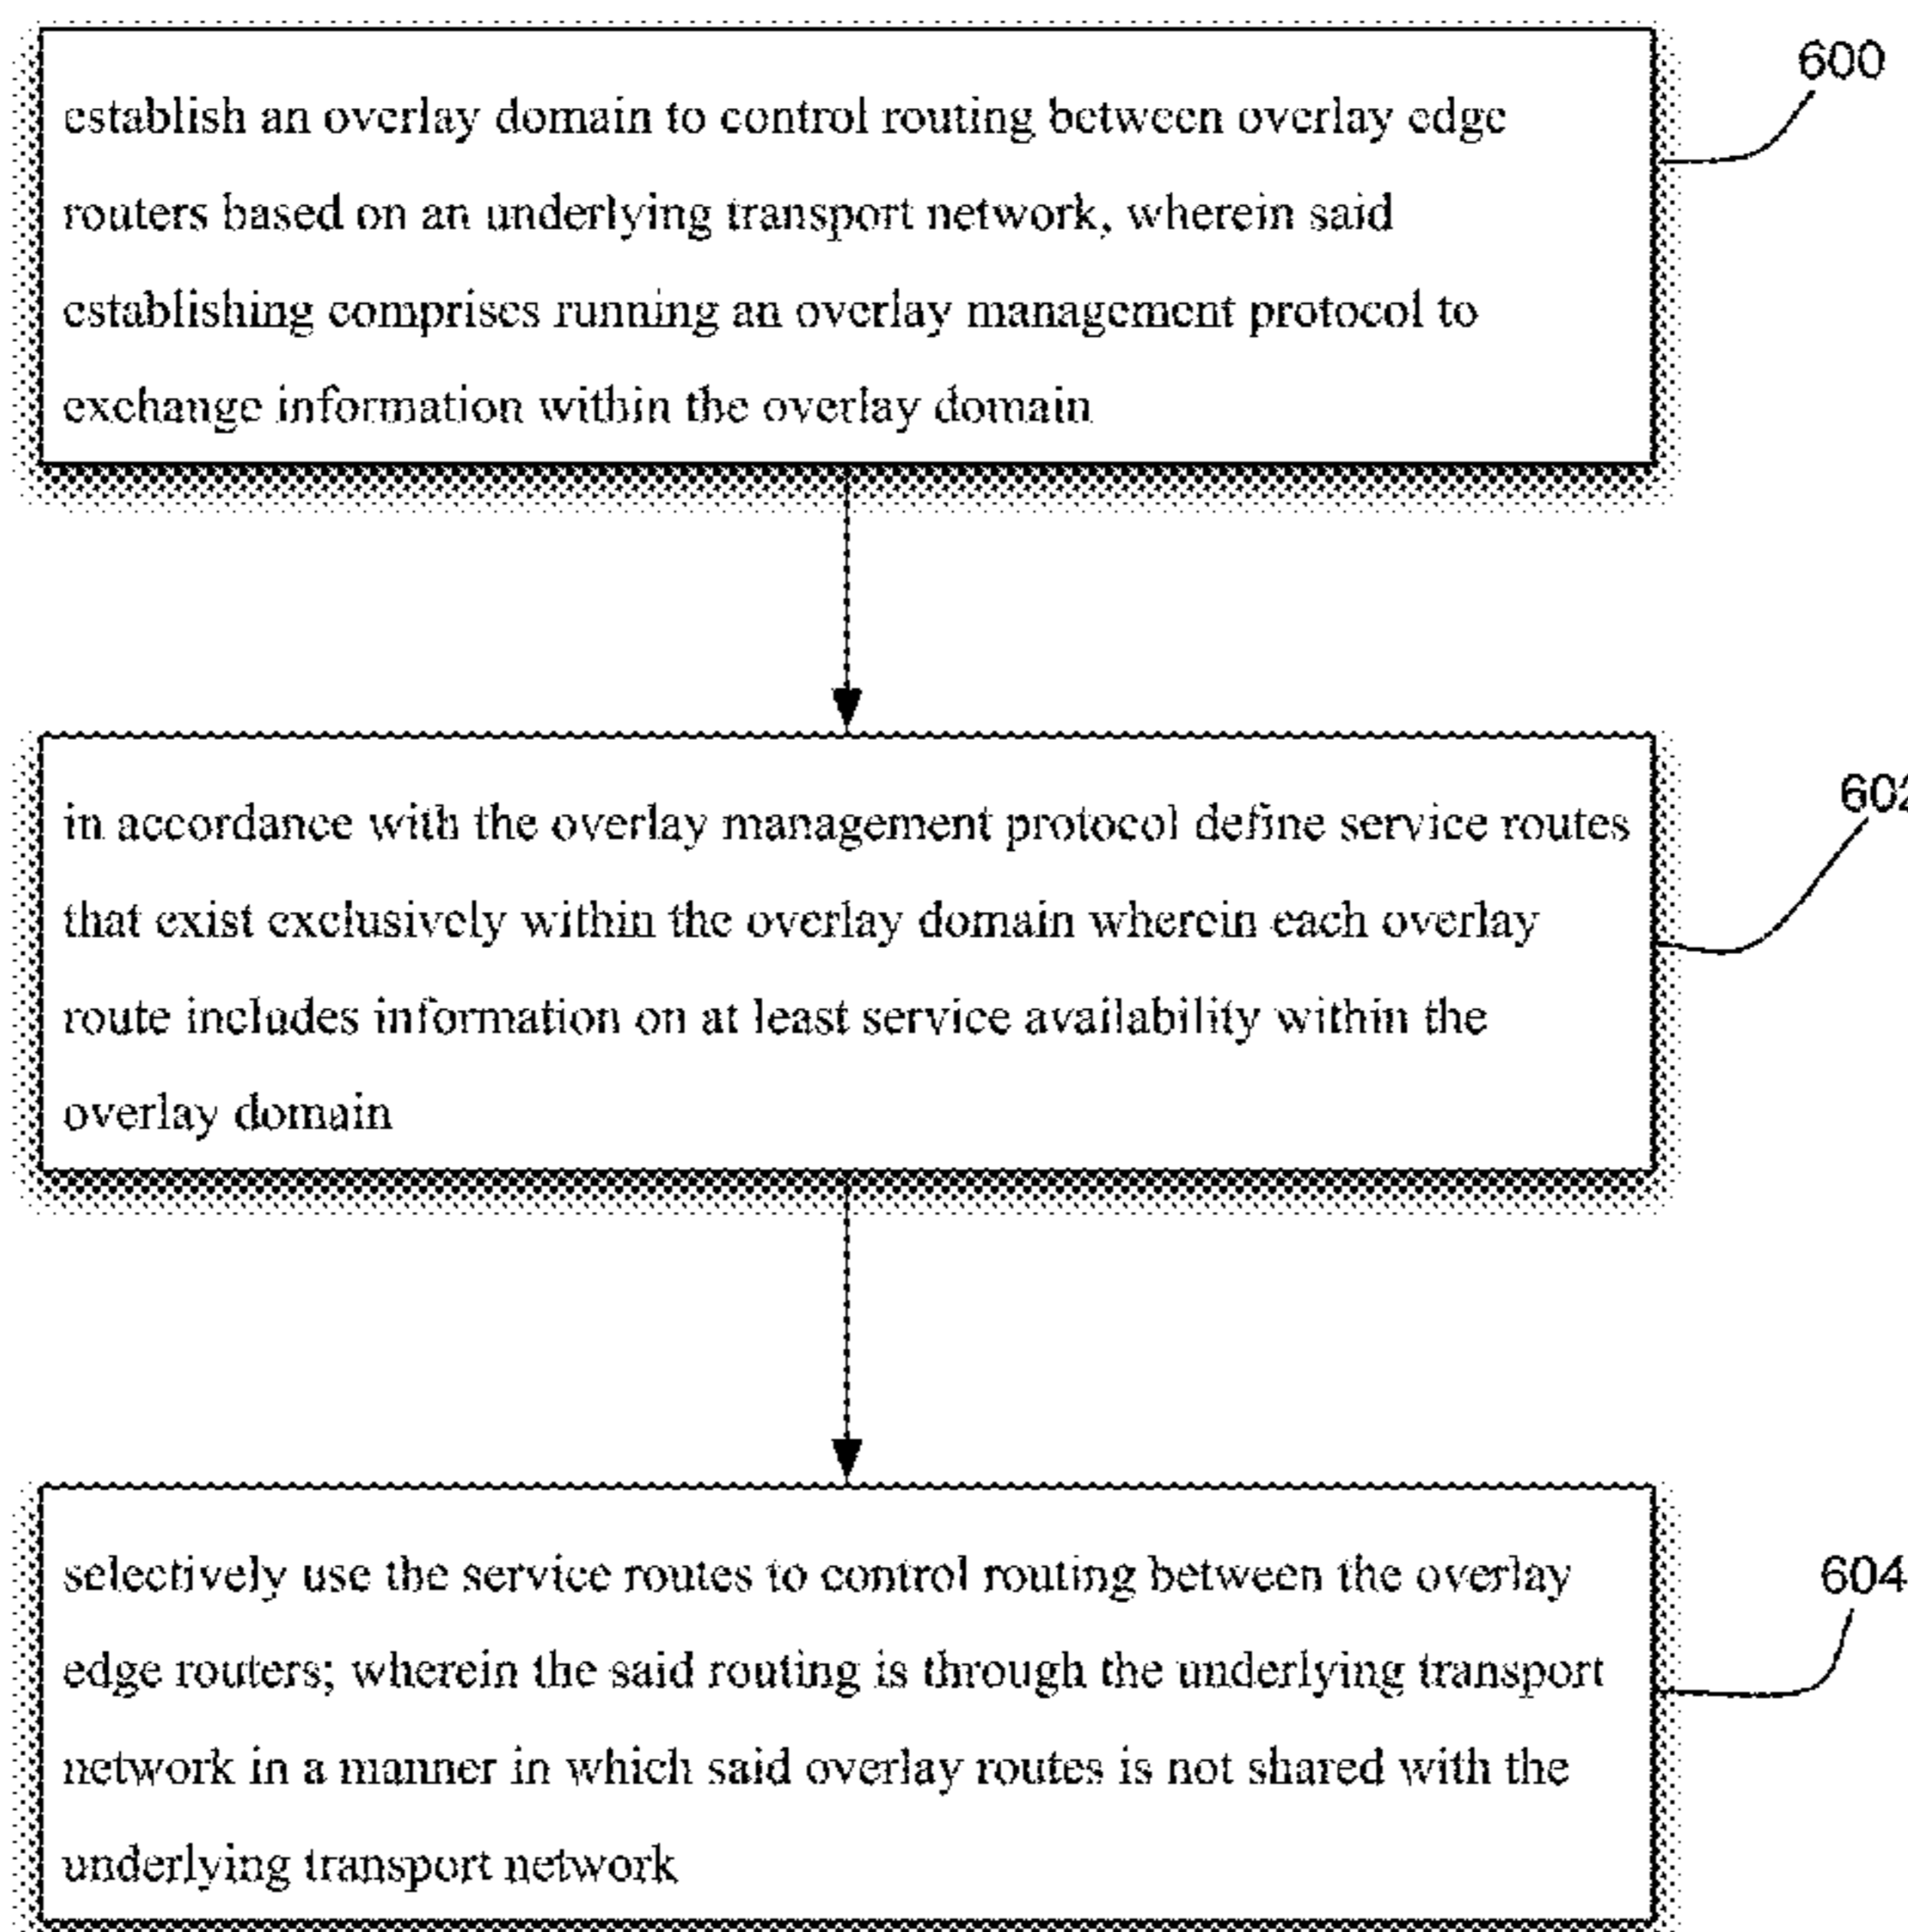 establish an overlay domain to control routing between overlay edge
600
routers based on an underlying transport network, wherein said
establishing comprises running an overlay management protocol to
exchange information within the overlay domain
602
in accordance with the overlay management protocol define service routes
that exist exclusively within the overlay domain wherein each overlay
route includes information on at least service availability within the
overlay domain
selectively use the service routes to control routing between the overlay
604
edge routers; wherein the said routing is through the underlying transport
network in a manner in which said overlay routes is not shared with the
underlying transport network